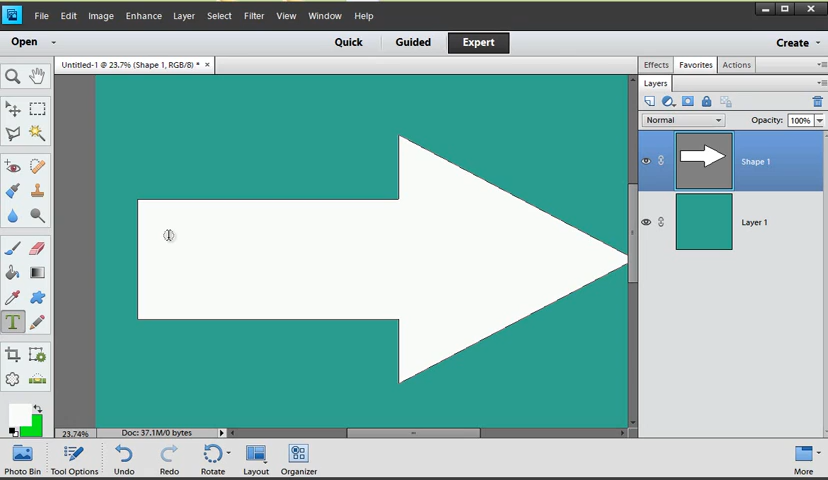 File Edit Image Enhance Layer Select Filter View Window Help
Open Quick Guided Expert Create
Untitled-1 @ 23.7% (Shape 1, RGB/8) * ×
Effects Favorites Actions
Layers
Normal Opacity: 100%
Shape 1
Layer 1
T
23.74% Doc: 37.1M/0 bytes
Photo Bin Tool Options Undo Redo Rotate Layout Organizer More